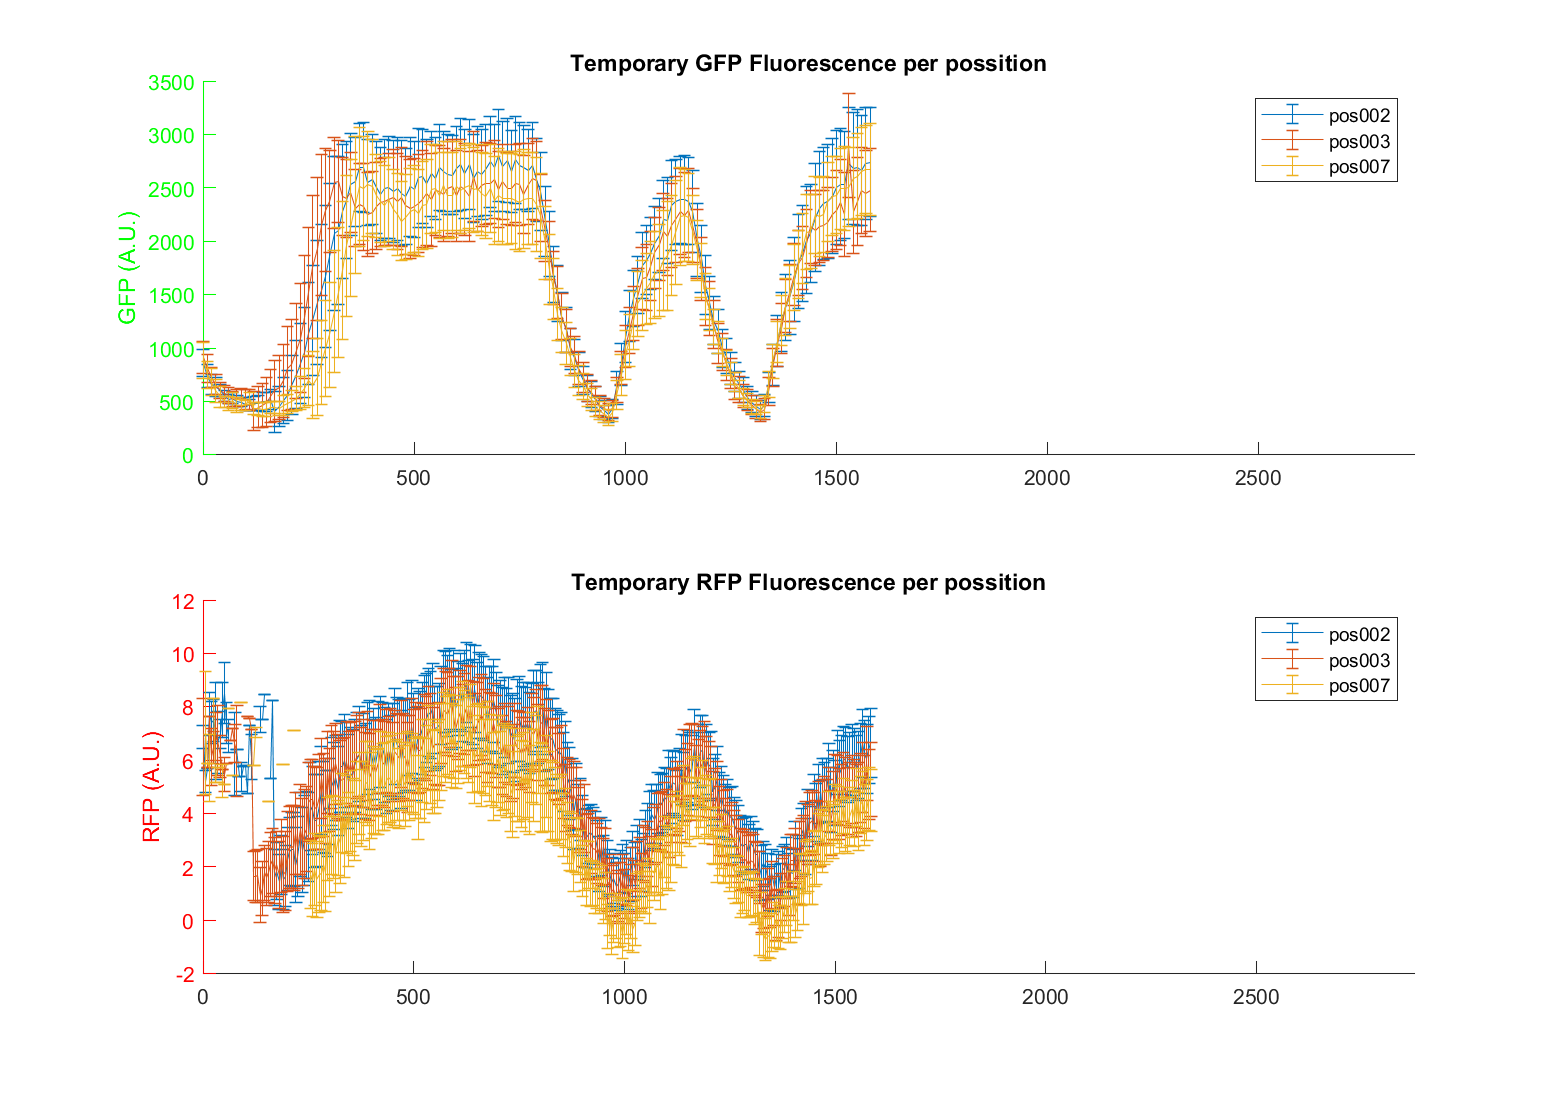 Temporary GFP Fluorescence per possition
3500
3000
2500
2000
1500
1000
500
0
GFP (A.U.)
0 500 1000 1500 2000 2500
pos002
pos003
pos007
Temporary RFP Fluorescence per possition
12
10
8
6
4
2
0
-2
RFP (A.U.)
0 500 1000 1500 2000 2500
pos002
pos003
pos007